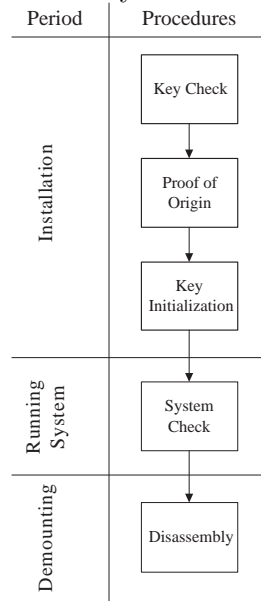 Period Procedures
Installation
Key Check
Proof of
Origin
Key
Initialization
Running
System
System
Check
Demounting
Disassembly